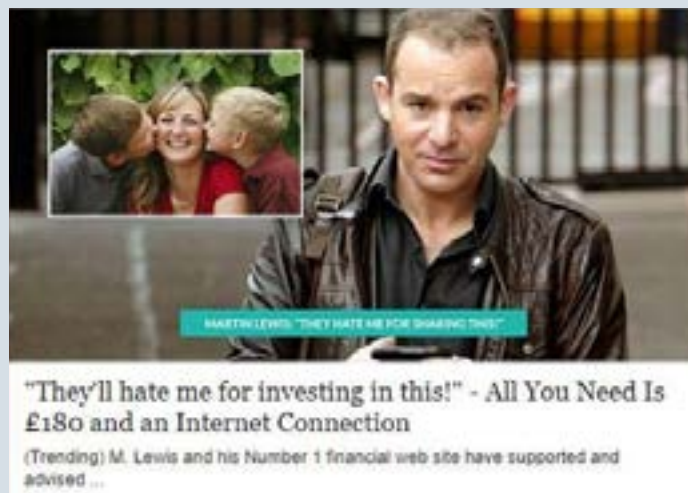 MARTIN LEWIS: "THEY HATE ME FOR SHARING THIS!"
"They'll hate me for investing in this!" - All You Need Is
£180 and an Internet Connection
(Trending) M. Lewis and his Number 1 financial web site have supported and
advised ...